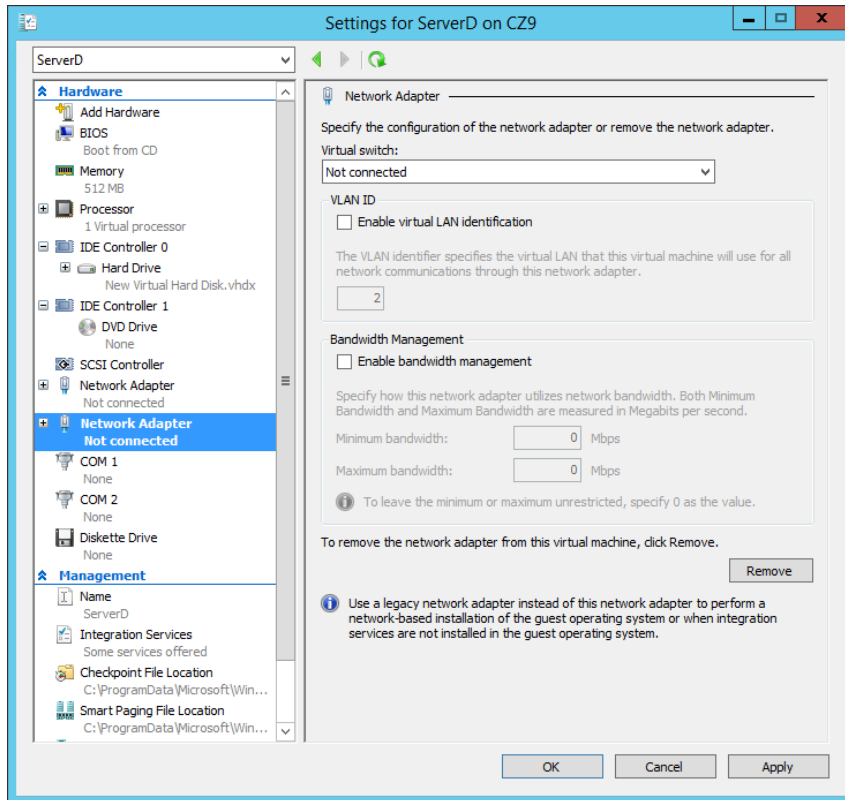 Settings for ServerD on CZ9
ServerD
Hardware
Add Hardware
BIOS
Boot from CD
Memory
512 MB
Processor
1 Virtual processor
IDE Controller 0
Hard Drive
New Virtual Hard Disk.vhdx
IDE Controller 1
DVD Drive
None
SCSI Controller
Network Adapter
Not connected
Network Adapter
Not connected
COM 1
None
COM 2
None
Diskette Drive
None
Management
Name
ServerD
Integration Services
Some services offered
Checkpoint File Location
C:\ProgramData\Microsoft\Win...
Smart Paging File Location
C:\ProgramData\Microsoft\Win...
Network Adapter
Specify the configuration of the network adapter or remove the network adapter.
Virtual switch:
Not connected
VLAN ID
Enable virtual LAN identification
The VLAN identifier specifies the virtual LAN that this virtual machine will use for all
network communications through this network adapter.
2
Bandwidth Management
Enable bandwidth management
Specify how this network adapter utilizes network bandwidth. Both Minimum
Bandwidth and Maximum Bandwidth are measured in Megabits per second.
Minimum bandwidth: 0 Mbps
Maximum bandwidth: 0 Mbps
To leave the minimum or maximum unrestricted, specify 0 as the value.
To remove the network adapter from this virtual machine, click Remove.
Remove
Use a legacy network adapter instead of this network adapter to perform a
network-based installation of the guest operating system or when integration
services are not installed in the guest operating system.
OK Cancel Apply